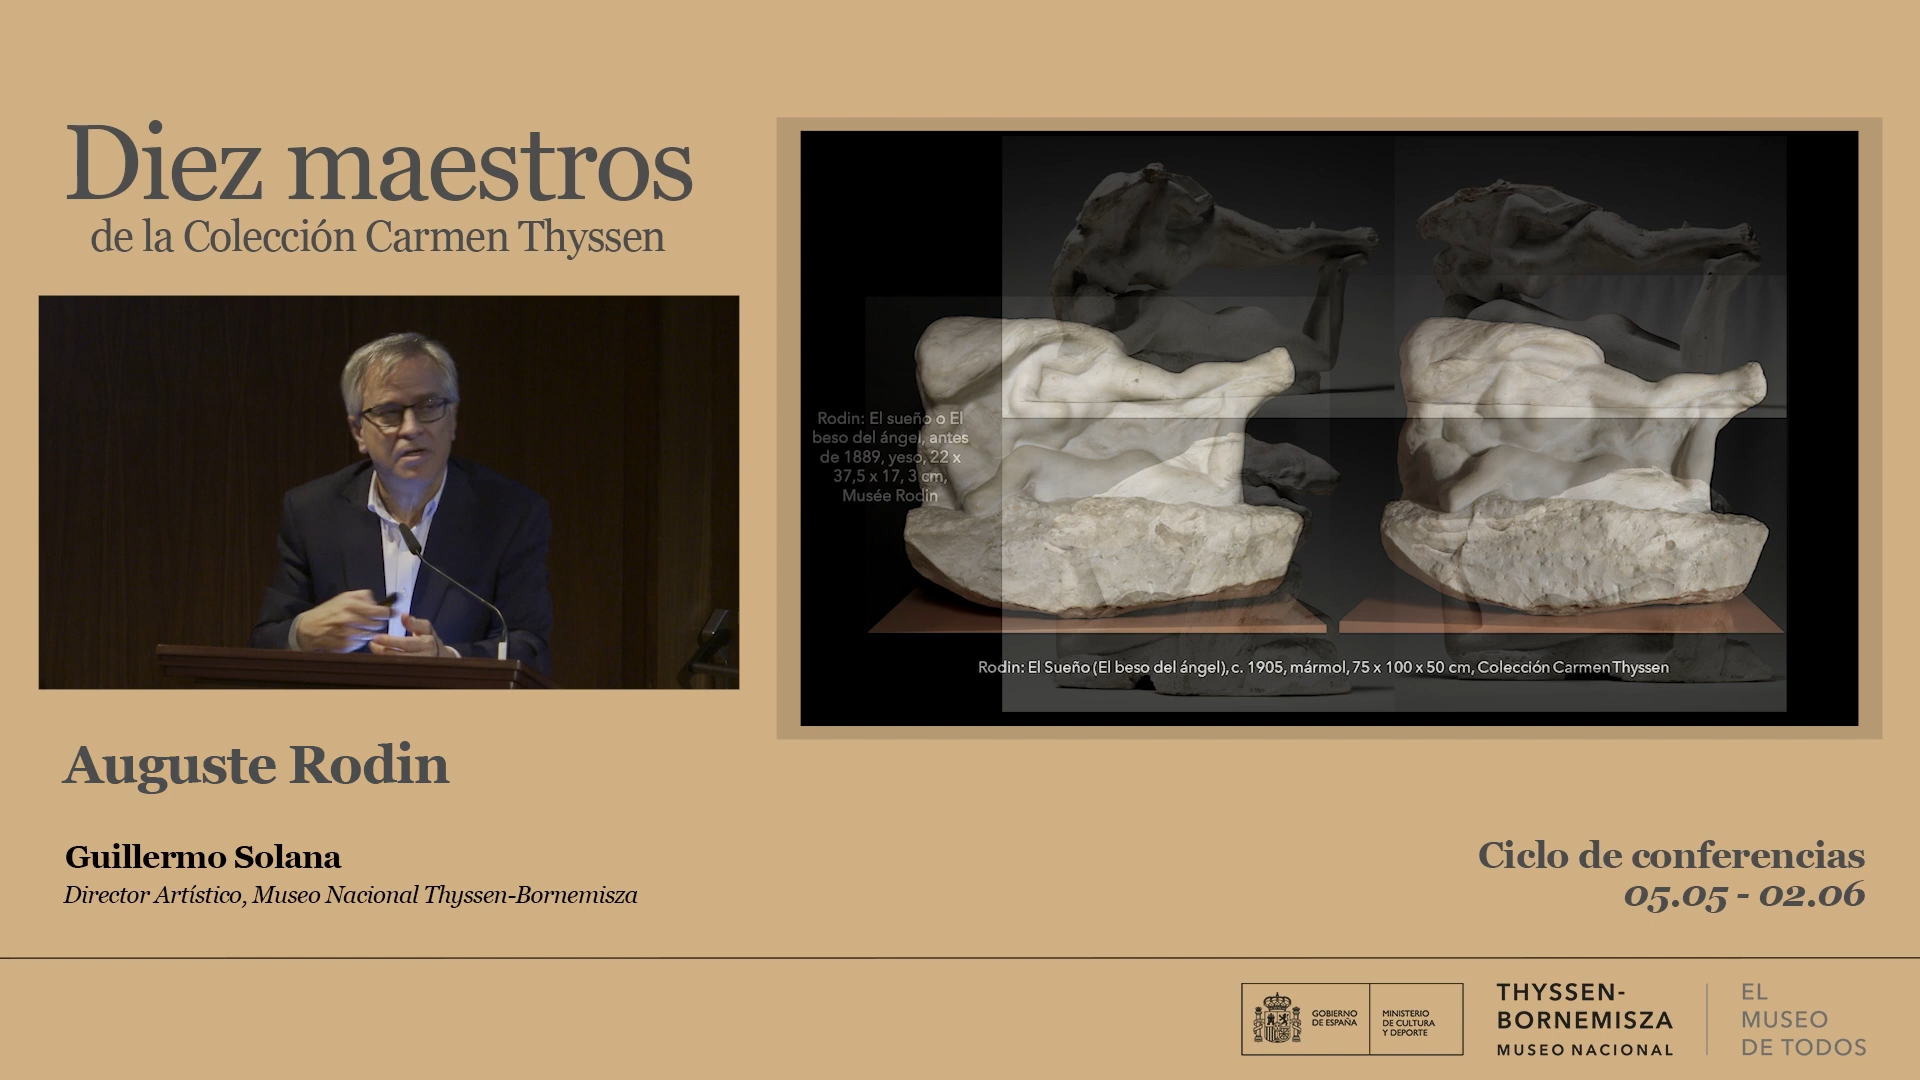 Diez maestros
de la Colección Carmen Thyssen
Rodin: El sueño o El
beso del ángel, antes
de 1889, yeso, 22 x
37,5 x 17, 3 cm,
Musée Rodin
Rodin: El Sueño (El beso del ángel), c. 1905, mármol, 75 x 100 x 50 cm, Colección Carmen Thyssen
Auguste Rodin
Guillermo Solana
Director Artístico, Museo Nacional Thyssen-Bornemisza
Ciclo de conferencias
05.05 - 02.06
GOBIERNO
DE ESPAÑA
MINISTERIO
DE CULTURA
Y DEPORTE
THYSSEN-
BORNEMISZA
MUSEO NACIONAL
EL
MUSEO
DE TODOS